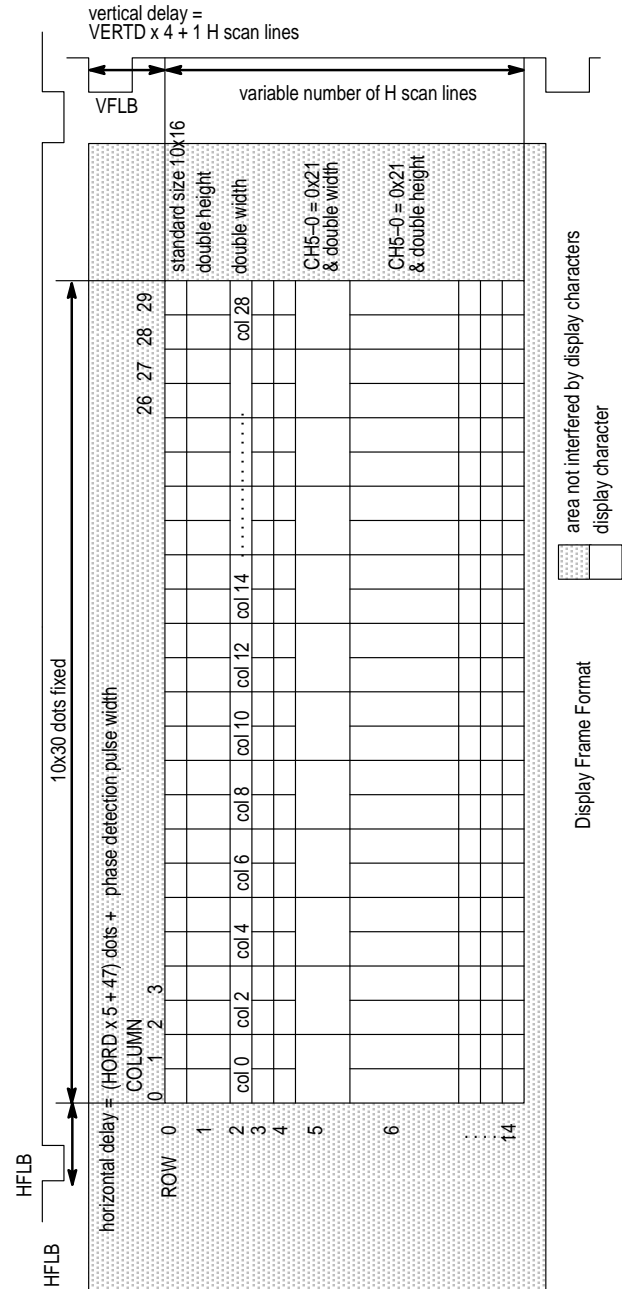 vertical delay =
VERTD x 4 + 1 H scan lines
VFLB
variable number of H scan lines
HFLB
HFLB
10x30 dots fixed
horizontal delay = (HORD x 5 + 47) dots + phase detection pulse width
COLUMN
0 1 2 3 26 27 28 29
ROW
0 standard size 10x16
1 double height
2 col 0 col 2 col 4 col 6 col 8 col 10 col 12 col 14 ............... col 28 double width
3
4
5 CH5–0 = 0x21
& double width
6 CH5–0 = 0x21
& double height
14
area not interfered by display characters
display character
Display Frame Format